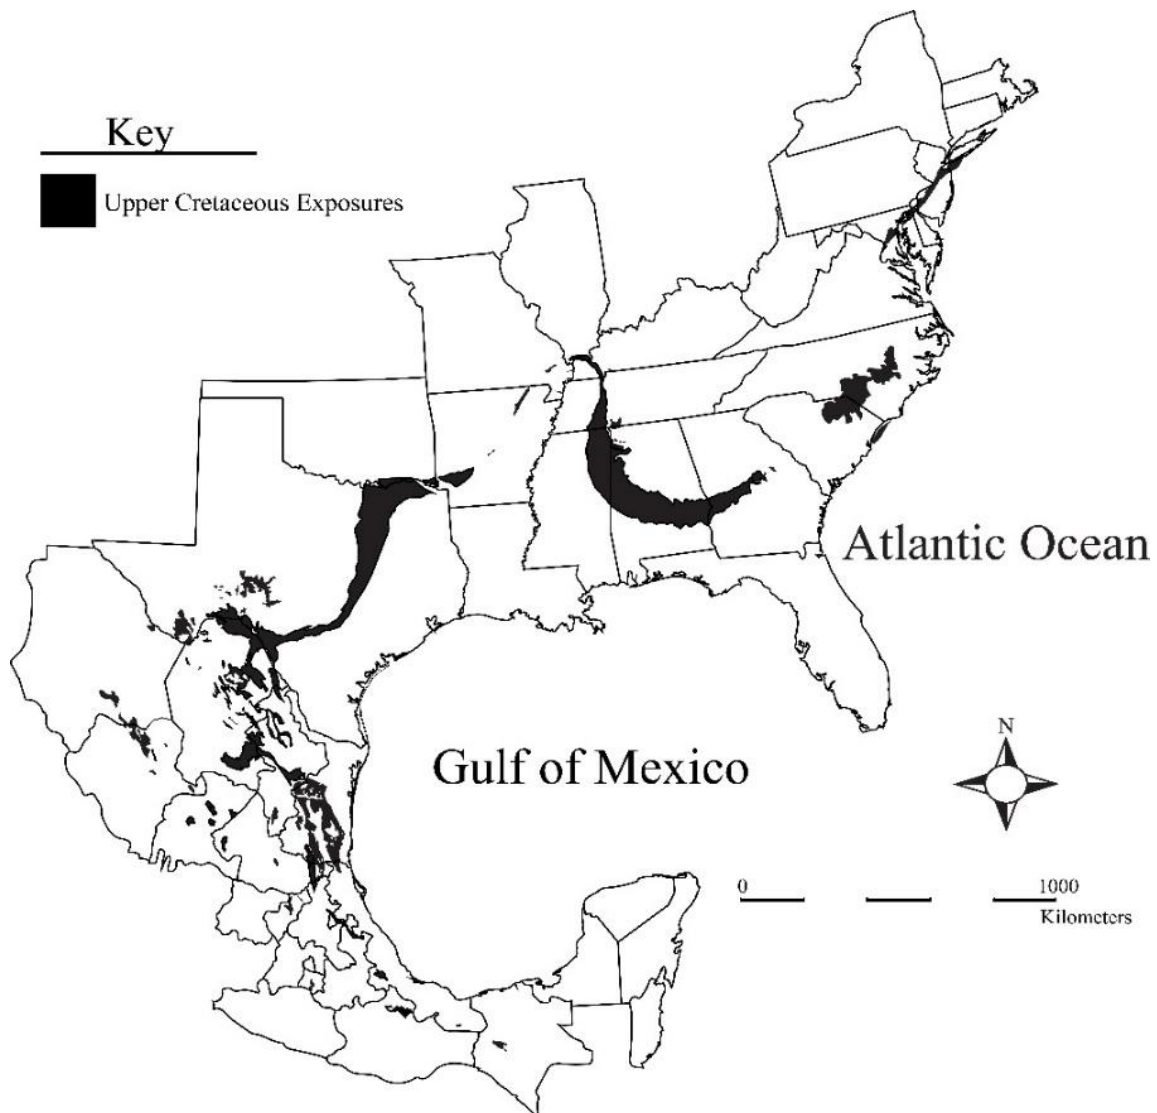 Key
Upper Cretaceous Exposures
Atlantic Ocean
Gulf of Mexico
N
0 1000
Kilometers